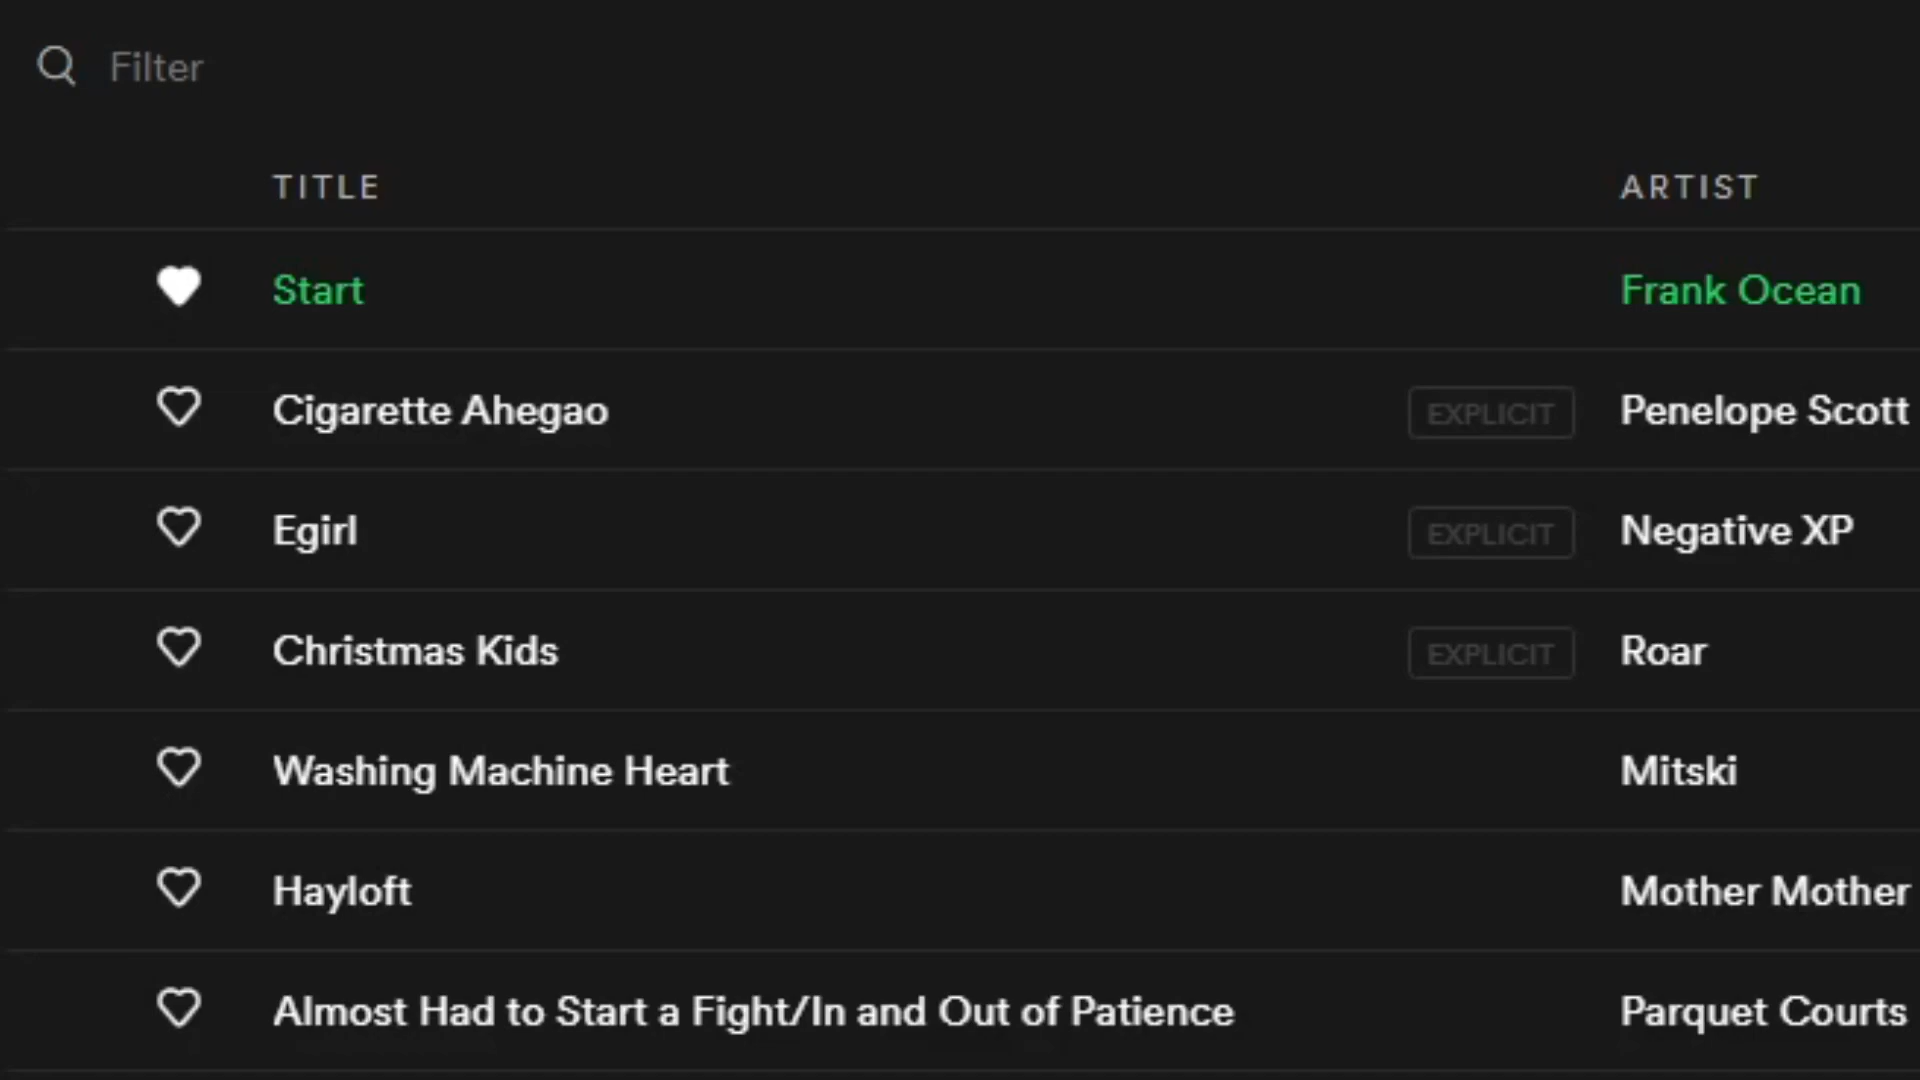 Filter
TITLE ARTIST
Start Frank Ocean
Cigarette Ahegao EXPLICIT Penelope Scott
Egirl EXPLICIT Negative XP
Christmas Kids EXPLICIT Roar
Washing Machine Heart Mitski
Hayloft Mother Mother
Almost Had to Start a Fight/In and Out of Patience Parquet Courts